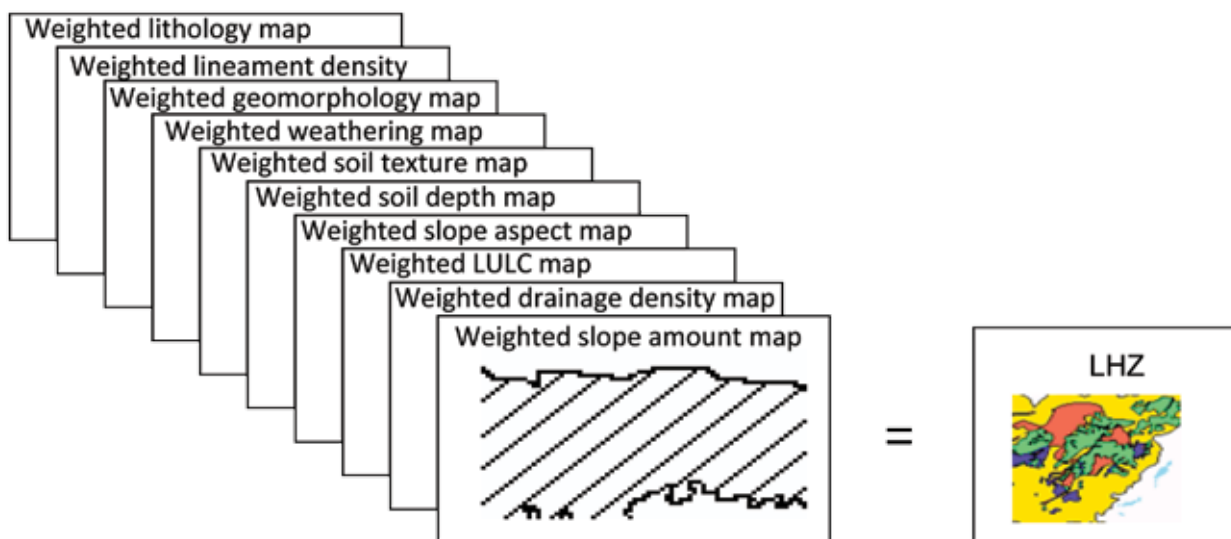 Weighted lithology map
Weighted lineament density
Weighted geomorphology map
Weighted weathering map
Weighted soil texture map
Weighted soil depth map
Weighted slope aspect map
Weighted LULC map
Weighted drainage density map
Weighted slope amount map
=
LHZ